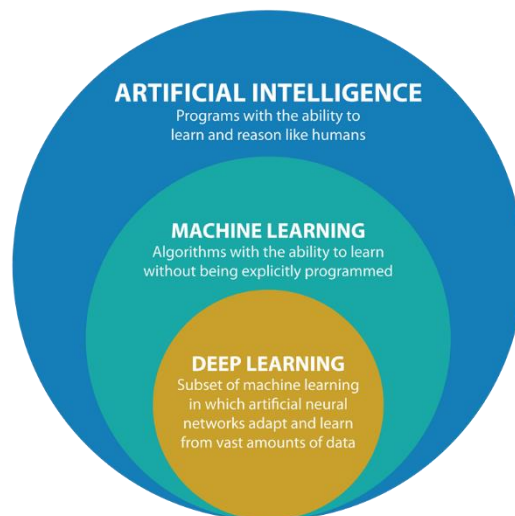 ARTIFICIAL INTELLIGENCE
Programs with the ability to
learn and reason like humans
MACHINE LEARNING
Algorithms with the ability to learn
without being explicitly programmed
DEEP LEARNING
Subset of machine learning
in which artificial neural
networks adapt and learn
from vast amounts of data